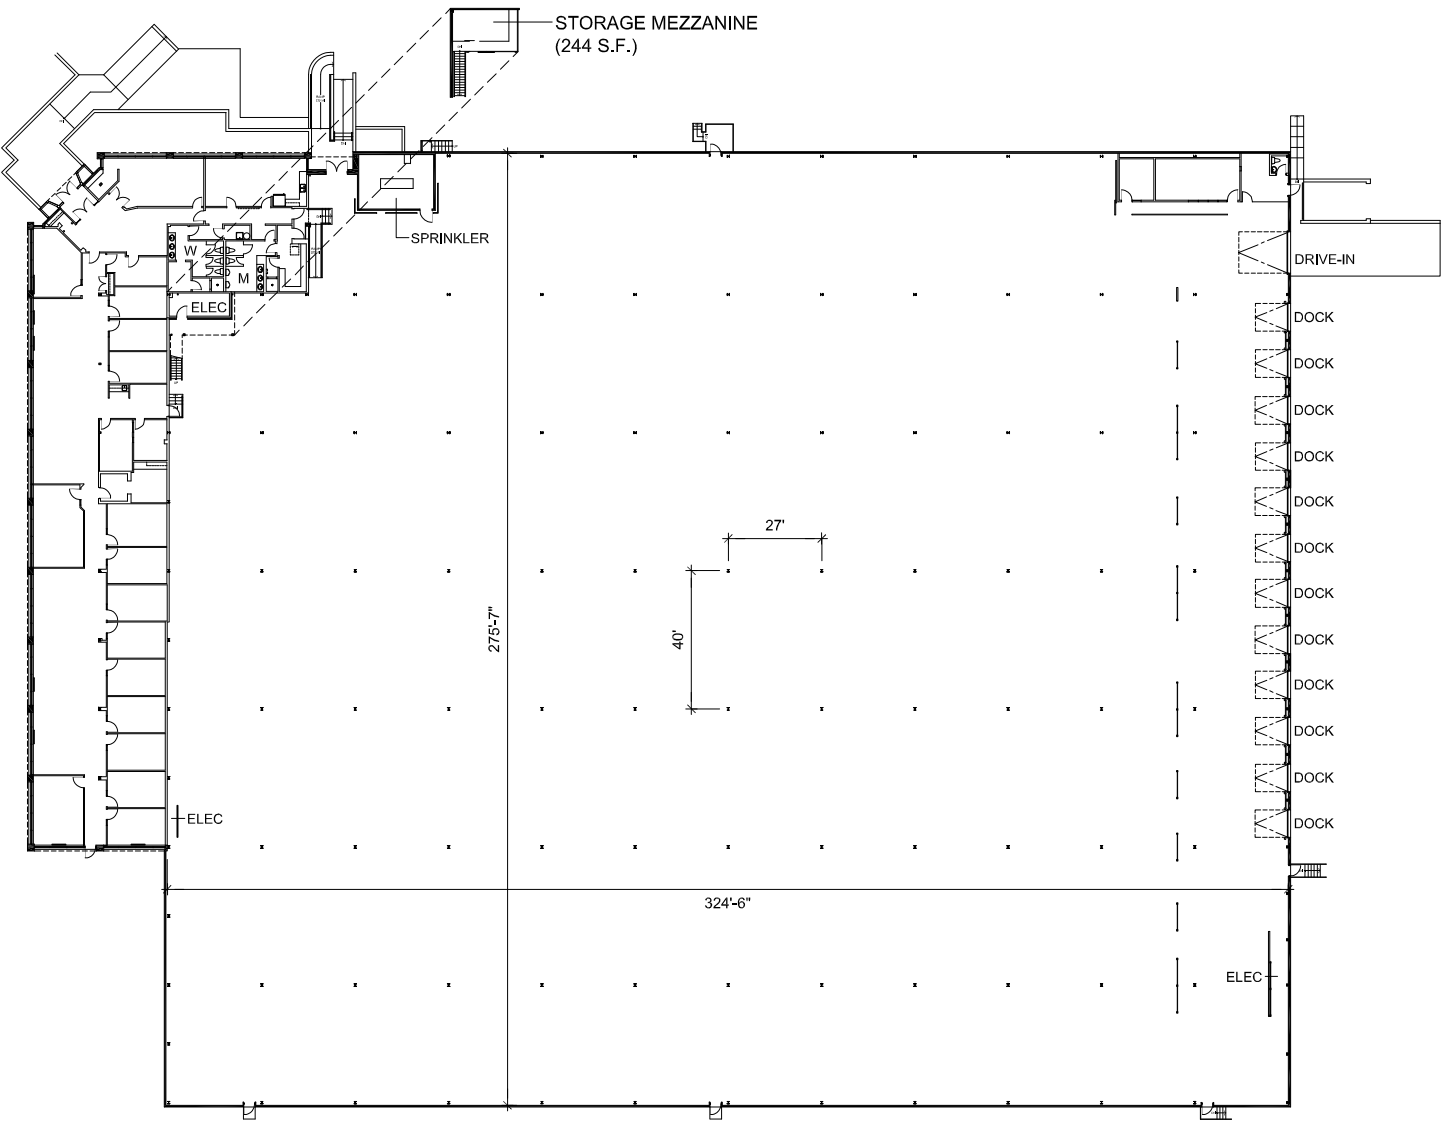 STORAGE MEZZANINE
(244 S.F.)
SPRINKLER
W
M
ELEC
DRIVE-IN
DOCK
DOCK
DOCK
DOCK
DOCK
DOCK
DOCK
DOCK
DOCK
DOCK
DOCK
DOCK
27'
40'
275'-7"
ELEC
324'-6"
ELEC